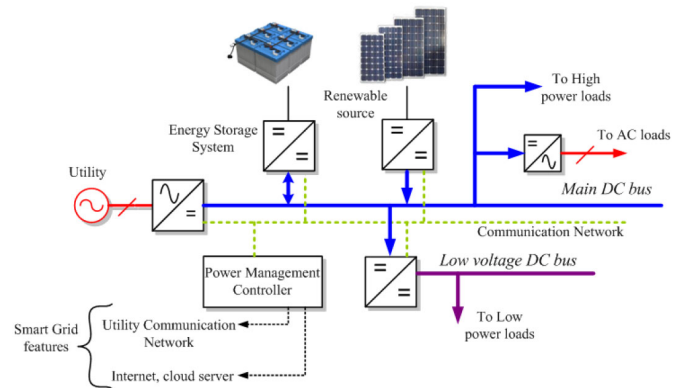 Renewable
source
Energy Storage
System
To High
power loads
To AC loads
Utility
Main DC bus
Communication Network
Low voltage DC bus
Power Management
Controller
To Low
power loads
Smart Grid
features
Utility Communication
Network
Internet, cloud server